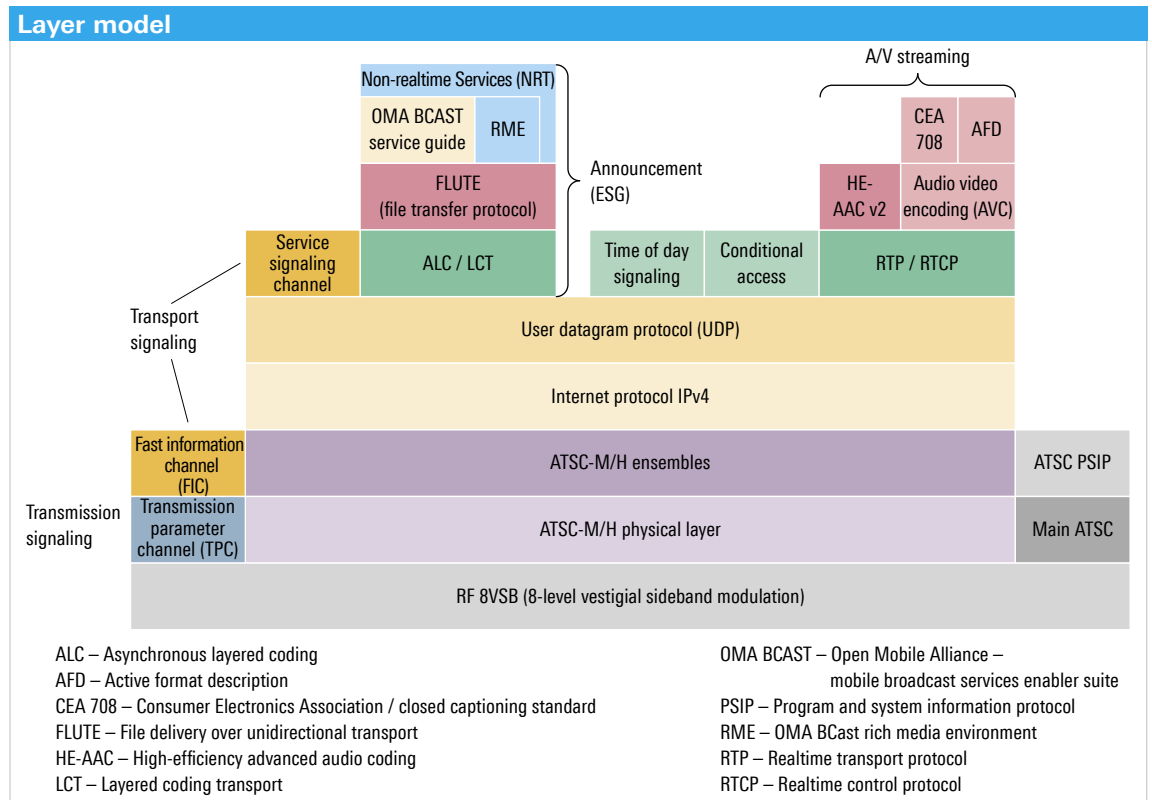 Layer model
A/V streaming
Non-realtime Services (NRT)
OMA BCAST
service guide
RME
CEA
708
AFD
Announcement
(ESG)
FLUTE
(file transfer protocol)
HE-
AAC v2
Audio video
encoding (AVC)
Service
signaling
channel
ALC / LCT
Time of day
signaling
Conditional
access
RTP / RTCP
Transport
signaling
User datagram protocol (UDP)
Internet protocol IPv4
Fast information
channel
(FIC)
ATSC-M/H ensembles
ATSC PSIP
Transmission
signaling
Transmission
parameter
channel (TPC)
ATSC-M/H physical layer
Main ATSC
RF 8VSB (8-level vestigial sideband modulation)
ALC – Asynchronous layered coding
AFD – Active format description
CEA 708 – Consumer Electronics Association / closed captioning standard
FLUTE – File delivery over unidirectional transport
HE-AAC – High-efficiency advanced audio coding
LCT – Layered coding transport
OMA BCAST – Open Mobile Alliance –
mobile broadcast services enabler suite
PSIP – Program and system information protocol
RME – OMA BCast rich media environment
RTP – Realtime transport protocol
RTCP – Realtime control protocol